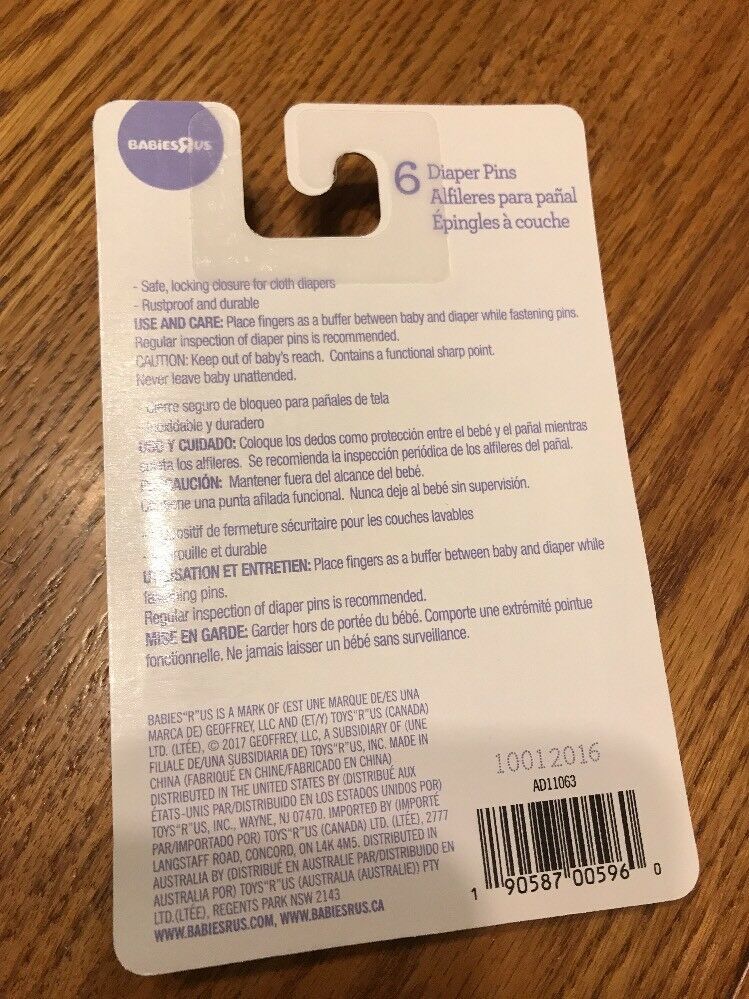 BABIESRUS
6 Diaper Pins
Alfileres para pañal
Épingles à couche
- Safe, locking closure for cloth diapers
- Rustproof and durable
USE AND CARE: Place fingers as a buffer between baby and diaper while fastening pins.
Regular inspection of diaper pins is recommended.
CAUTION: Keep out of baby's reach. Contains a functional sharp point.
Never leave baby unattended.
- Cierre seguro de bloqueo para pañales de tela
y duradero
USO Y CUIDADO: Coloque los dedos como protección entre el bebé y el pañal mientras
los alfileres. Se recomienda la inspección periódica de los alfileres del pañal.
Mantener fuera del alcance del bebé.
una punta afilada funcional. Nunca deje al bebé sin supervisión.
de fermeture sécuritaire pour les couches lavables
et durable
UTILISATION ET ENTRETIEN: Place fingers as a buffer between baby and diaper while
fastening pins.
Regular inspection of diaper pins is recommended.
MISE EN GARDE: Garder hors de portée du bébé. Comporte une extrémité pointue
fonctionnelle. Ne jamais laisser un bébé sans surveillance.
BABIES"R"US IS A MARK OF (EST UNE MARQUE DE/ES UNA
MARCA DE) GEOFFREY, LLC AND (ET/Y) TOYS"R"US (CANADA)
LTD. (LTÉE), © 2017 GEOFFREY, LLC, A SUBSIDIARY OF (UNE
FILIALE DE/UNA SUBSIDIARIA DE) TOYS"R"US, INC. MADE IN
CHINA (FABRIQUÉ EN CHINE/FABRICADO EN CHINA)
DISTRIBUTED IN THE UNITED STATES BY (DISTRIBUÉ AUX
ÉTATS-UNIS PAR/DISTRIBUIDO EN LOS ESTADOS UNIDOS POR)
TOYS"R"US, INC., WAYNE, NJ 07470. IMPORTED BY (IMPORTÉ
PAR/IMPORTADO POR) TOYS"R"US (CANADA) LTD. (LTÉE), 2777
LANGSTAFF ROAD, CONCORD, ON L4K 4M5. DISTRIBUTED IN
AUSTRALIA BY (DISTRIBUÉ EN AUSTRALIE PAR/DISTRIBUIDO EN
AUSTRALIA POR) TOYS"R"US (AUSTRALIA (AUSTRALIE)) PTY
LTD.(LTÉE), REGENTS PARK NSW 2143
WWW.BABIESRUS.COM, WWW.BABIESRUS.CA
10012016
AD11063
1 90587 00596 0